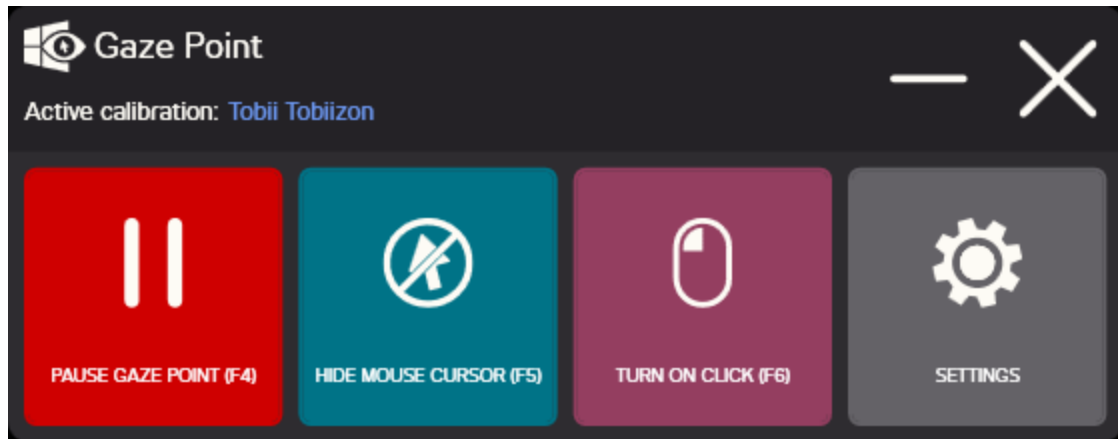 Gaze Point
Active calibration: Tobii Tobiizon
PAUSE GAZE POINT (F4)
HIDE MOUSE CURSOR (F5)
TURN ON CLICK (F6)
SETTINGS